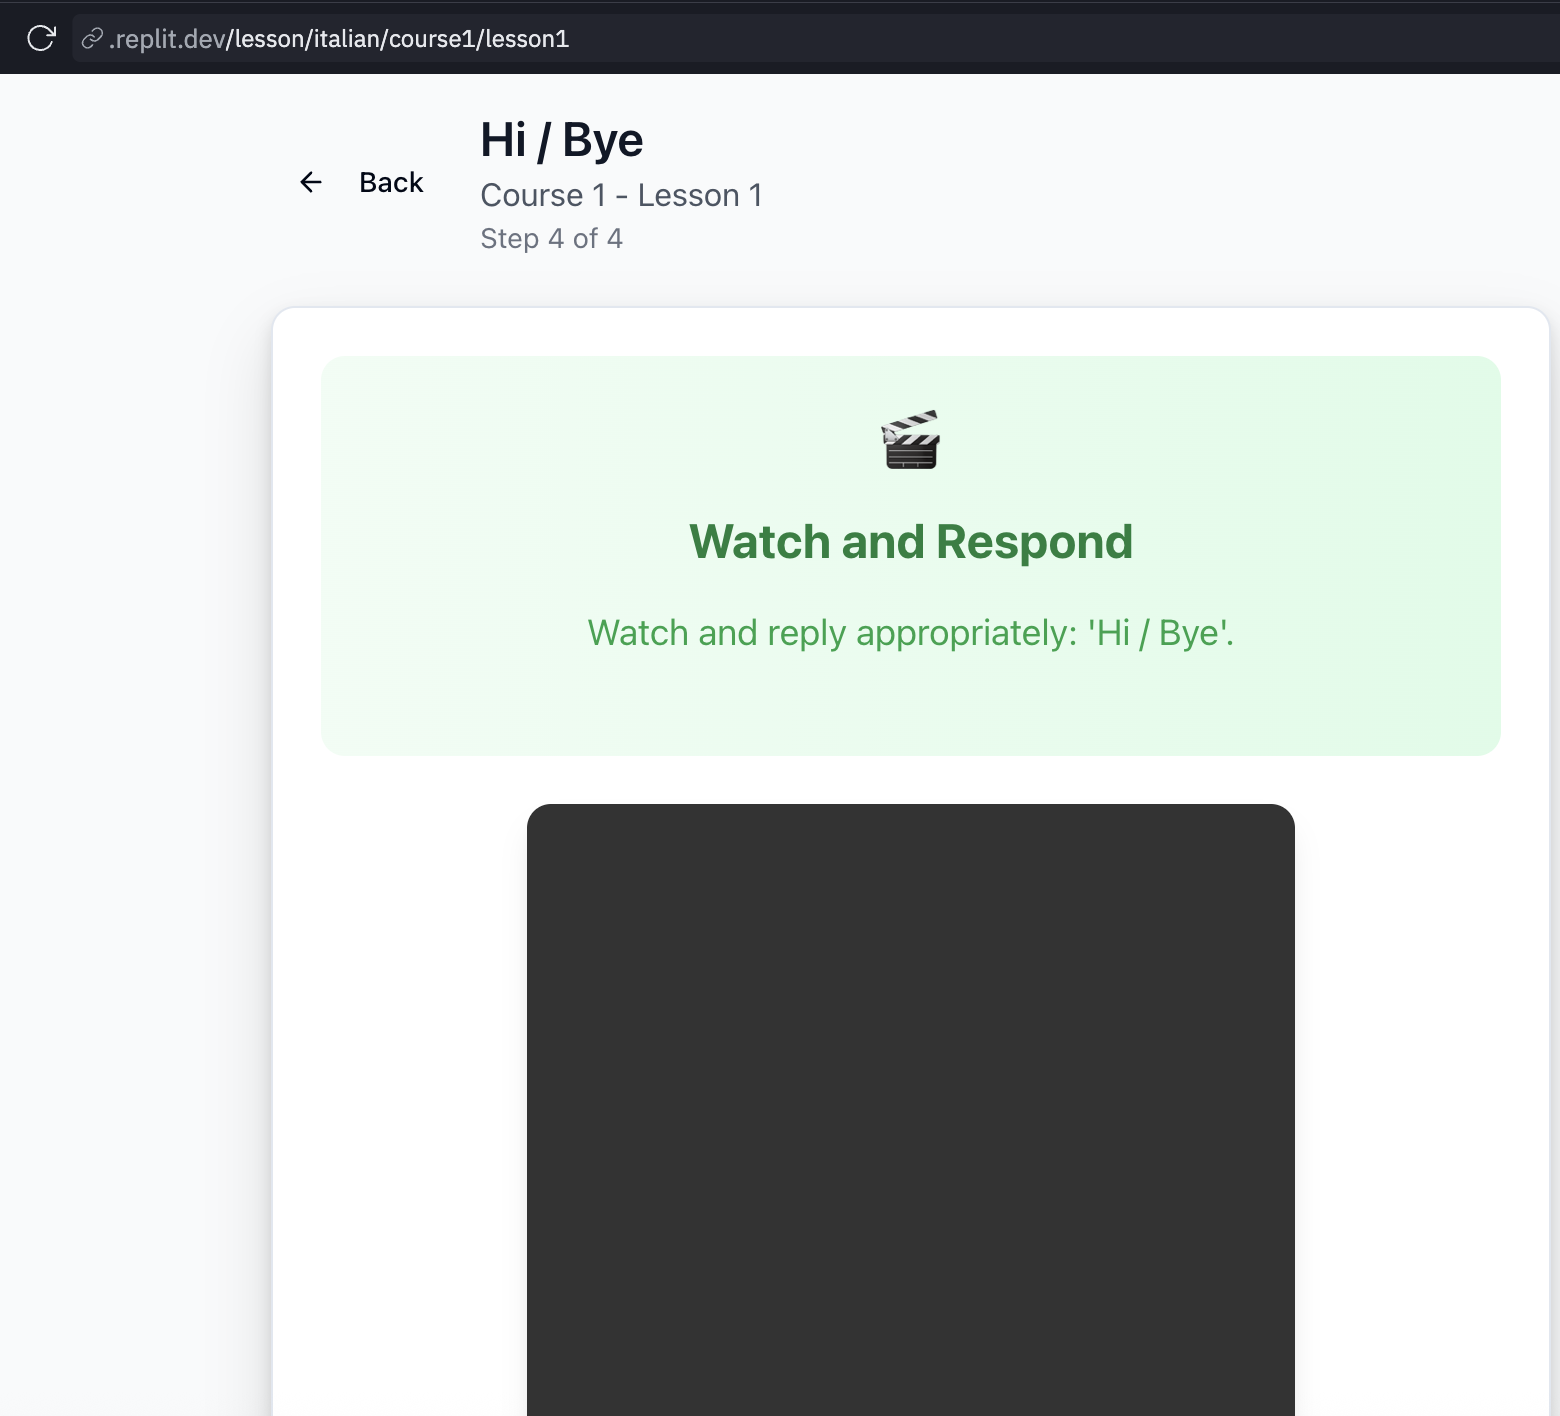 .replit.dev/lesson/italian/course1/lesson1
Hi / Bye
Back
Course 1 - Lesson 1
Step 4 of 4
Watch and Respond
Watch and reply appropriately: 'Hi / Bye'.